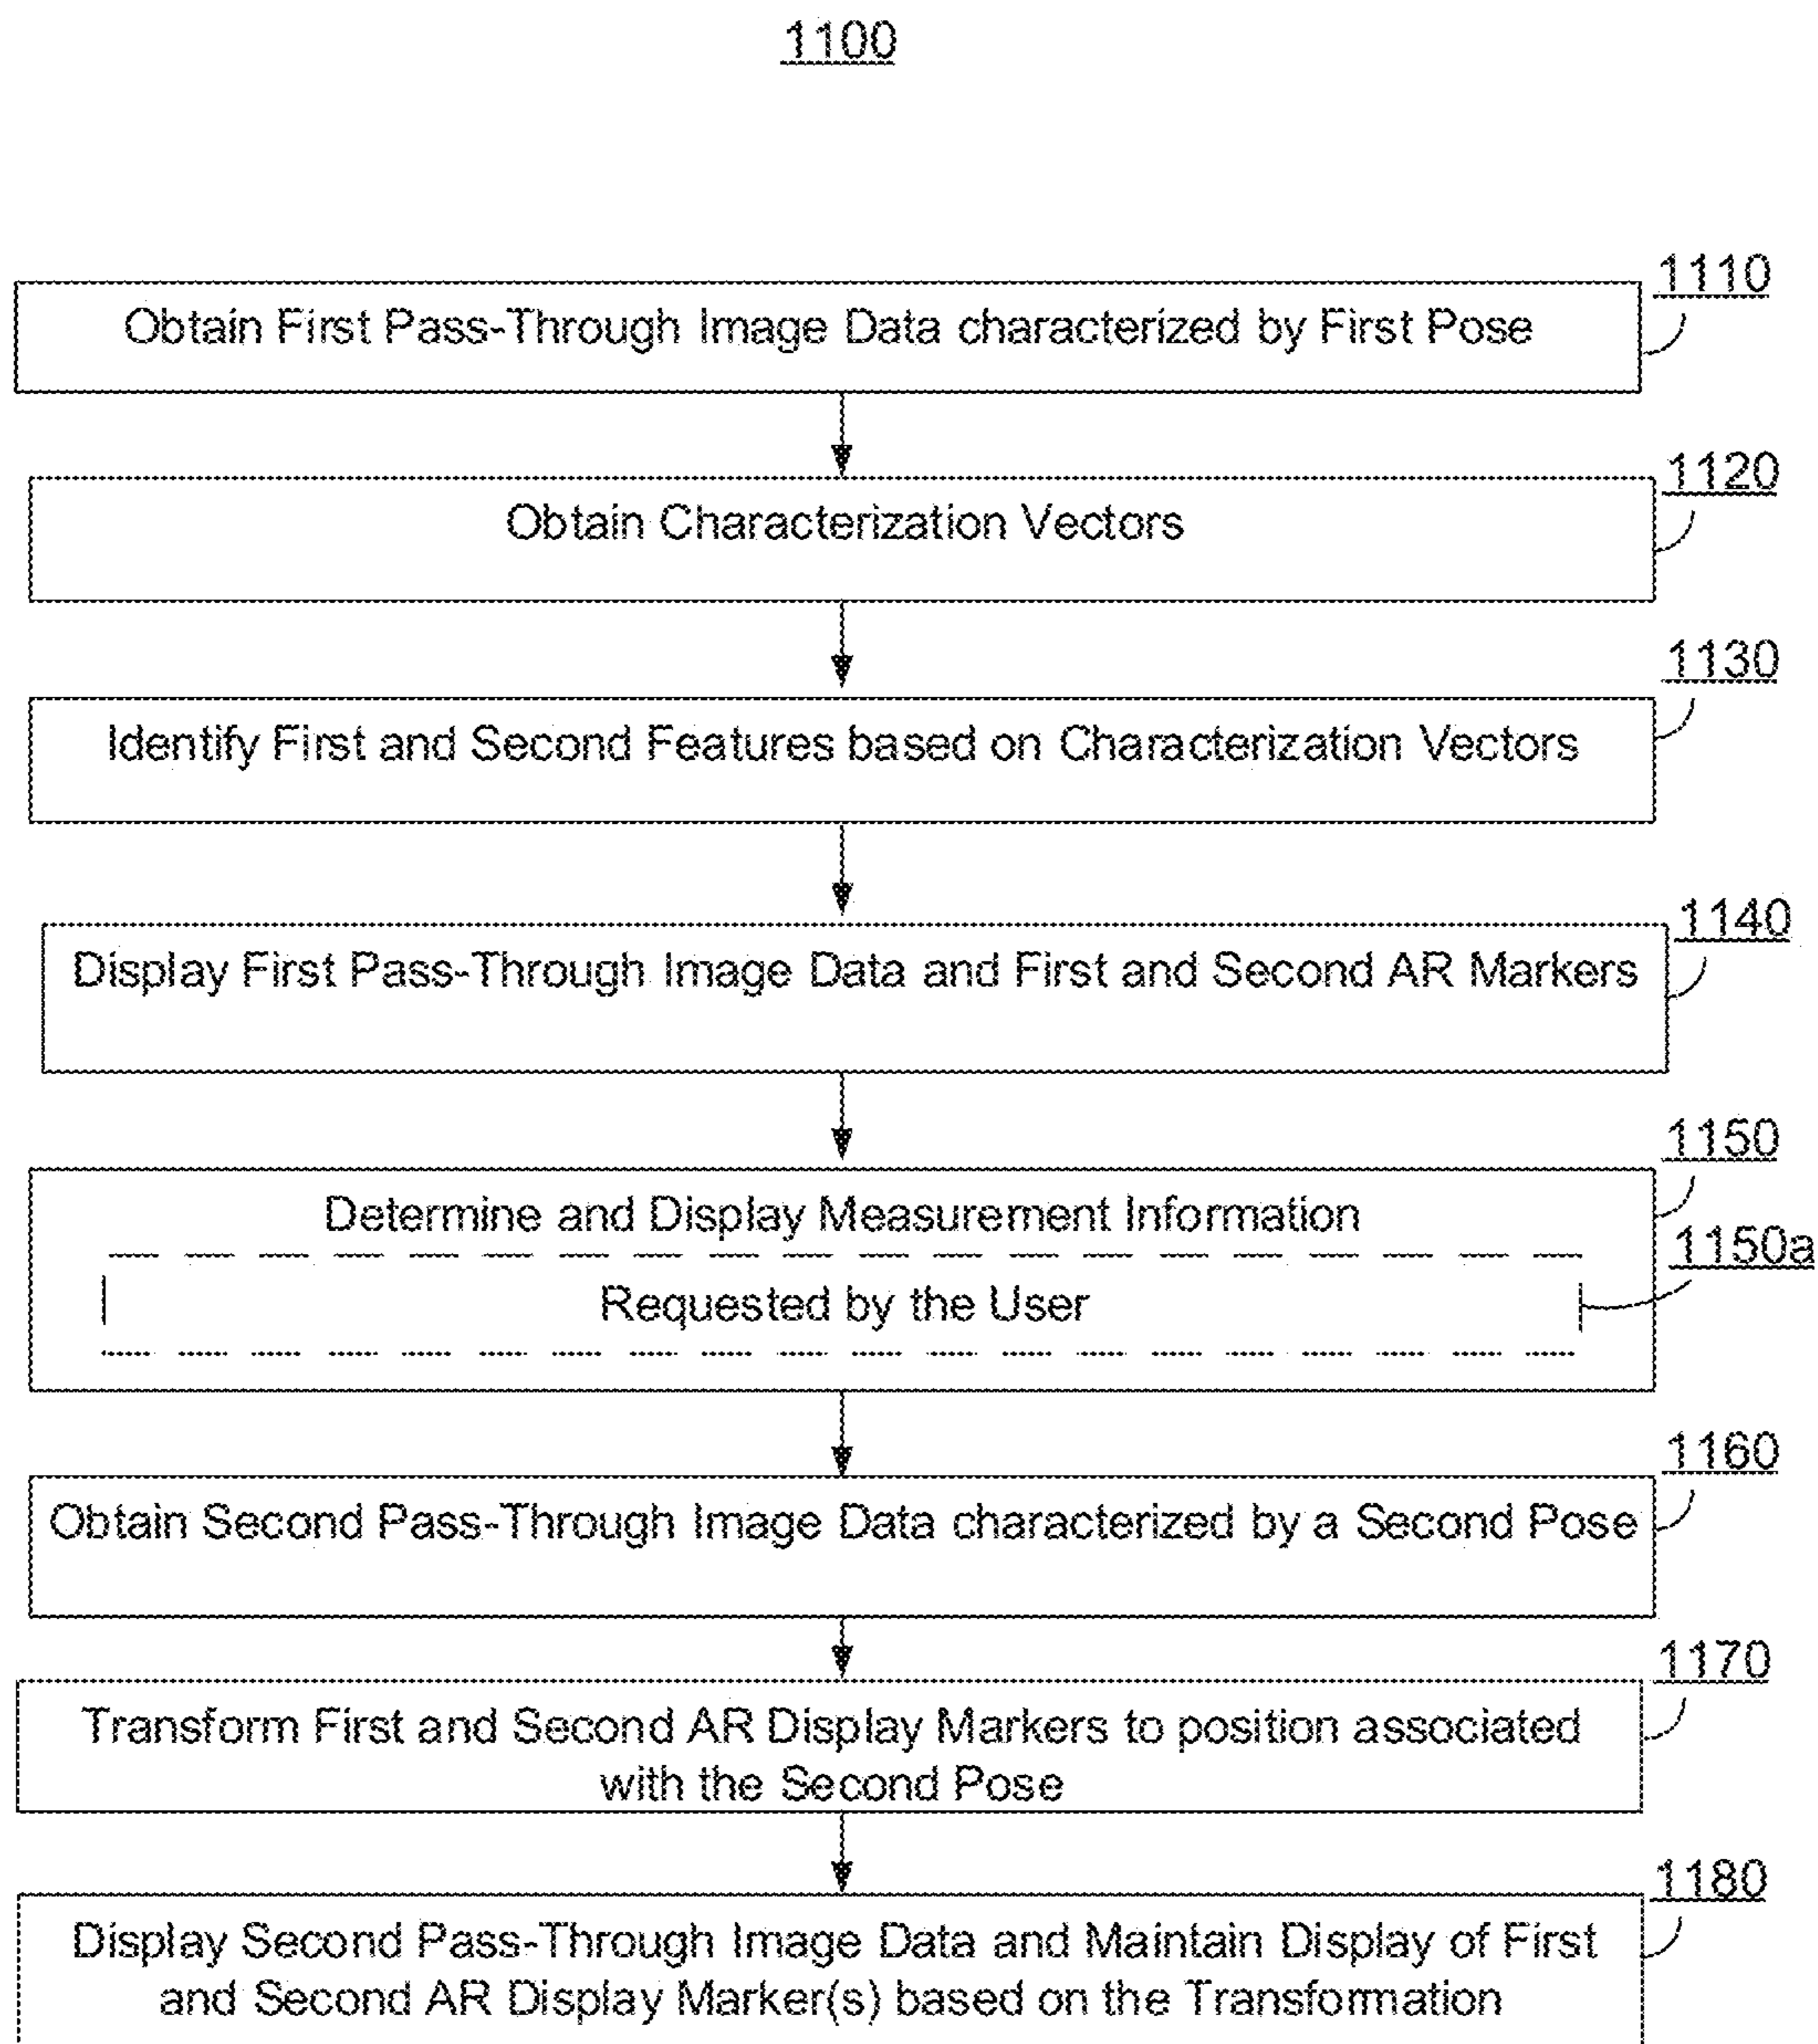 1100
1110
Obtain First Pass-Through Image Data characterized by First Pose
1120
Obtain Characterization Vectors
1130
Identify First and Second Features based on Characterization Vectors
1140
Display First Pass-Through Image Data and First and Second AR Markers
1150
Determine and Display Measurement Information
1150a
Requested by the User
1160
Obtain Second Pass-Through Image Data characterized by a Second Pose
1170
Transform First and Second AR Display Markers to position associated
with the Second Pose
1180
Display Second Pass-Through Image Data and Maintain Display of First
and Second AR Display Marker(s) based on the Transformation